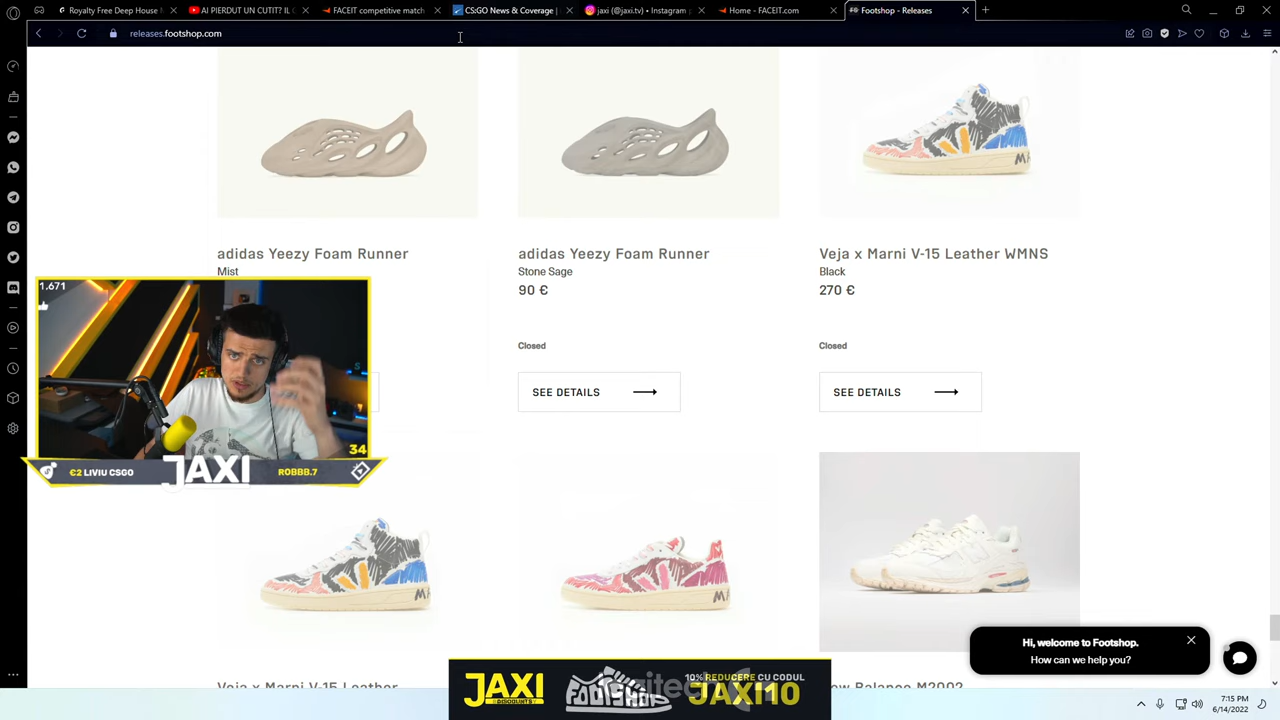 Royalty Free Deep House M
AI PIERDUT UN CUTIT? IL C
FACEIT competitive match
CS:GO News & Coverage |
jaxi (@jaxi.tv) • Instagram
Home - FACEIT.com
Footshop - Releases
releases.footshop.com
adidas Yeezy Foam Runner
Mist
adidas Yeezy Foam Runner
Stone Sage
90 €
Closed
SEE DETAILS
Veja x Marni V-15 Leather WMNS
Black
270 €
Closed
SEE DETAILS
1.671
34
€2 LIVIU CSGO
JAXI
ROBBB.7
Hi, welcome to Footshop.
How can we help you?
JAXI
FOOTSHOP
10% REDUCERE CU CODUL
JAXI10
7:15 PM
6/14/2022